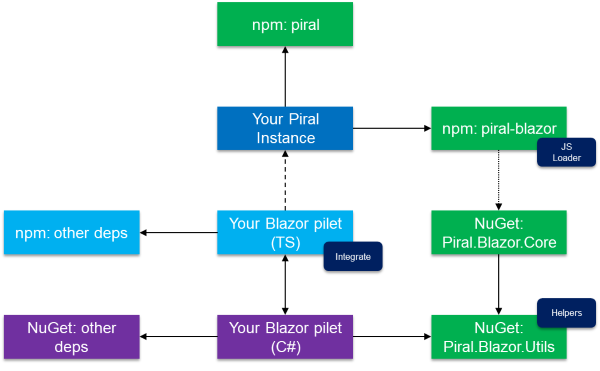 npm: piral
Your Piral
Instance
npm: piral-blazor
JS
Loader
npm: other deps
Your Blazor pilet
(TS)
Integrate
NuGet:
Piral.Blazor.Core
NuGet: other
deps
Your Blazor pilet
(C#)
Helpers
NuGet:
Piral.Blazor.Utils